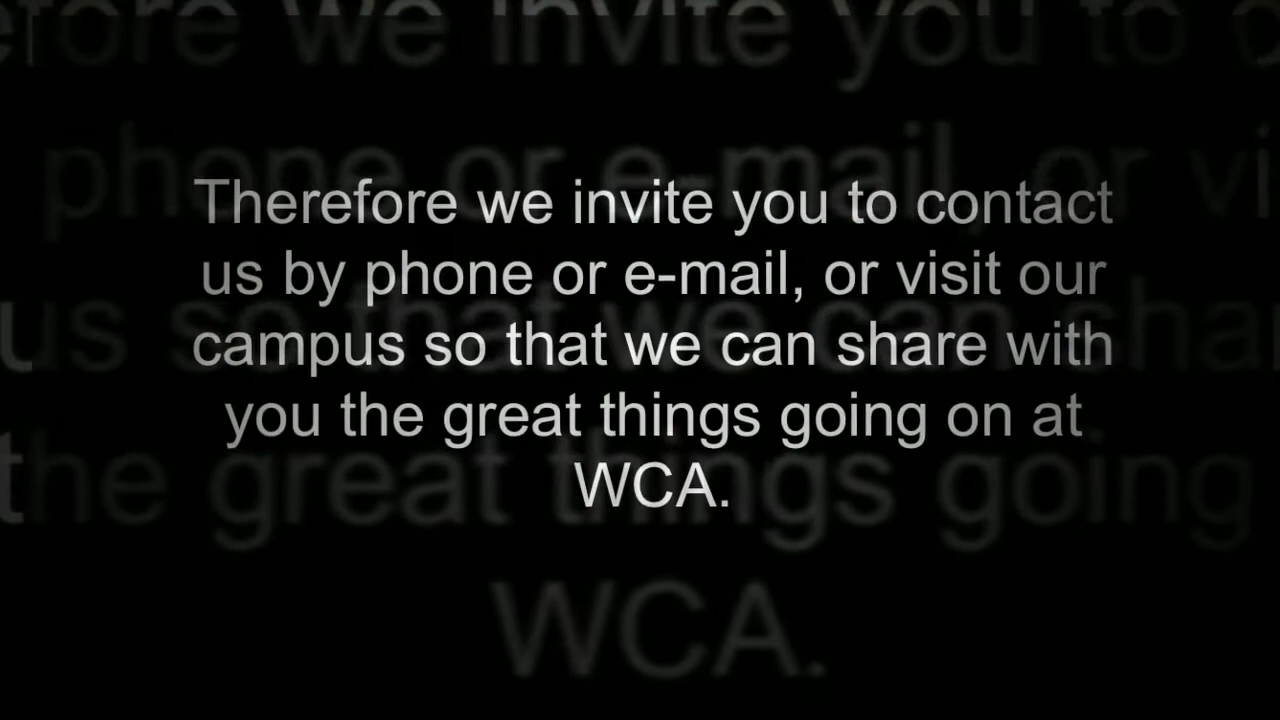 Therefore we invite you to contact
us by phone or e-mail, or visit our
campus so that we can share with
you the great things going on at
WCA.